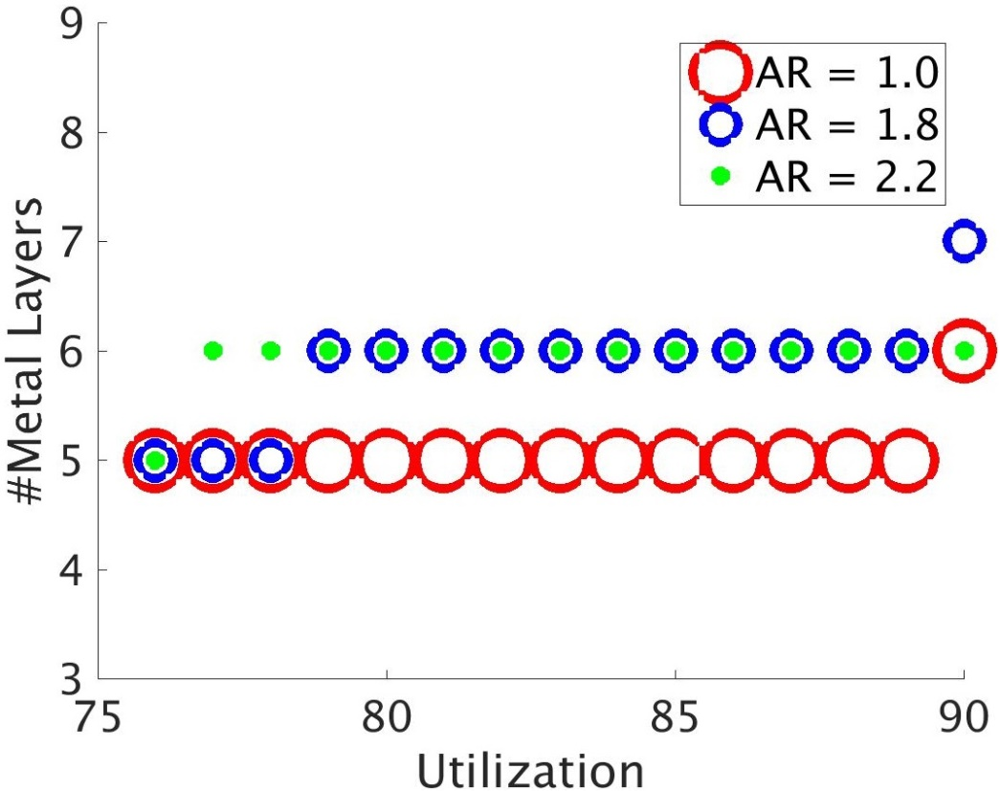 9
8
7
6
5
4
3
75
80
85
90
#Metal Layers
Utilization
AR = 1.0
AR = 1.8
AR = 2.2